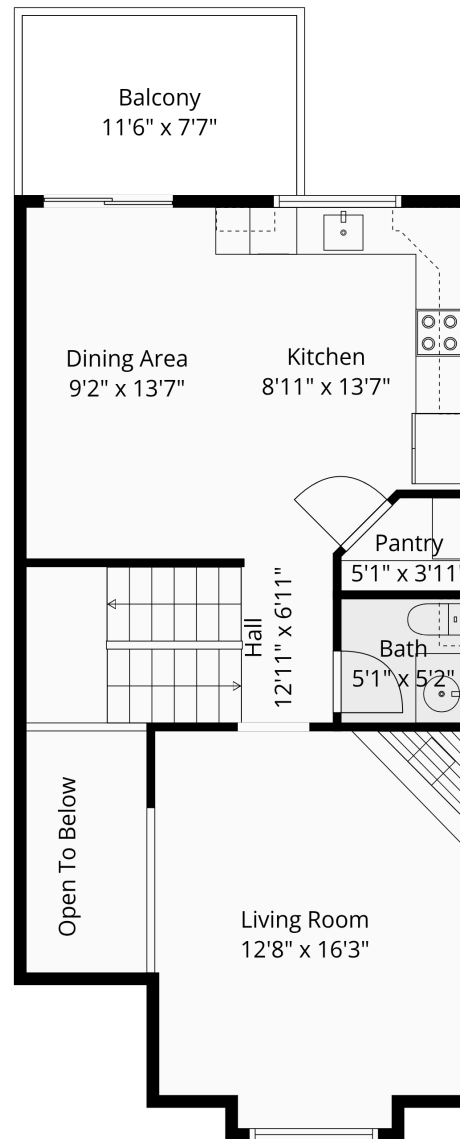 Balcony
11'6" x 7'7"
Dining Area
9'2" x 13'7"
Kitchen
8'11" x 13'7"
Pantry
5'1" x 3'11"
Hall
12'11" x 6'11"
Bath
5'1" x 5'2"
Open To Below
Living Room
12'8" x 16'3"